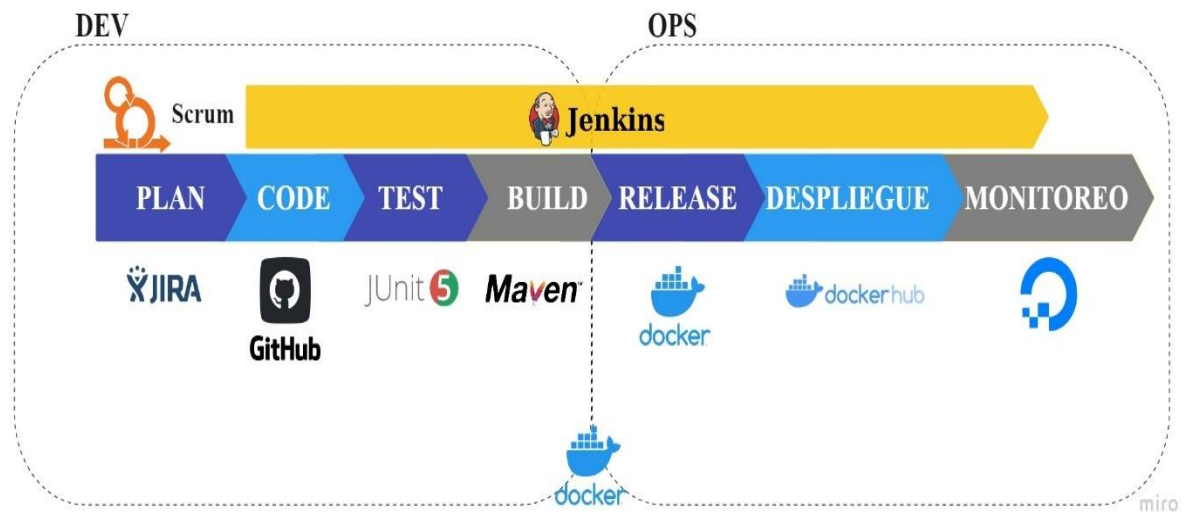 DEV
OPS
Scrum
Jenkins
PLAN
CODE
TEST
BUILD
RELEASE
DESPLIEGUE
MONITOREO
JIRA
GitHub
JUnit 5
Maven™
docker
dockerhub
docker
miro